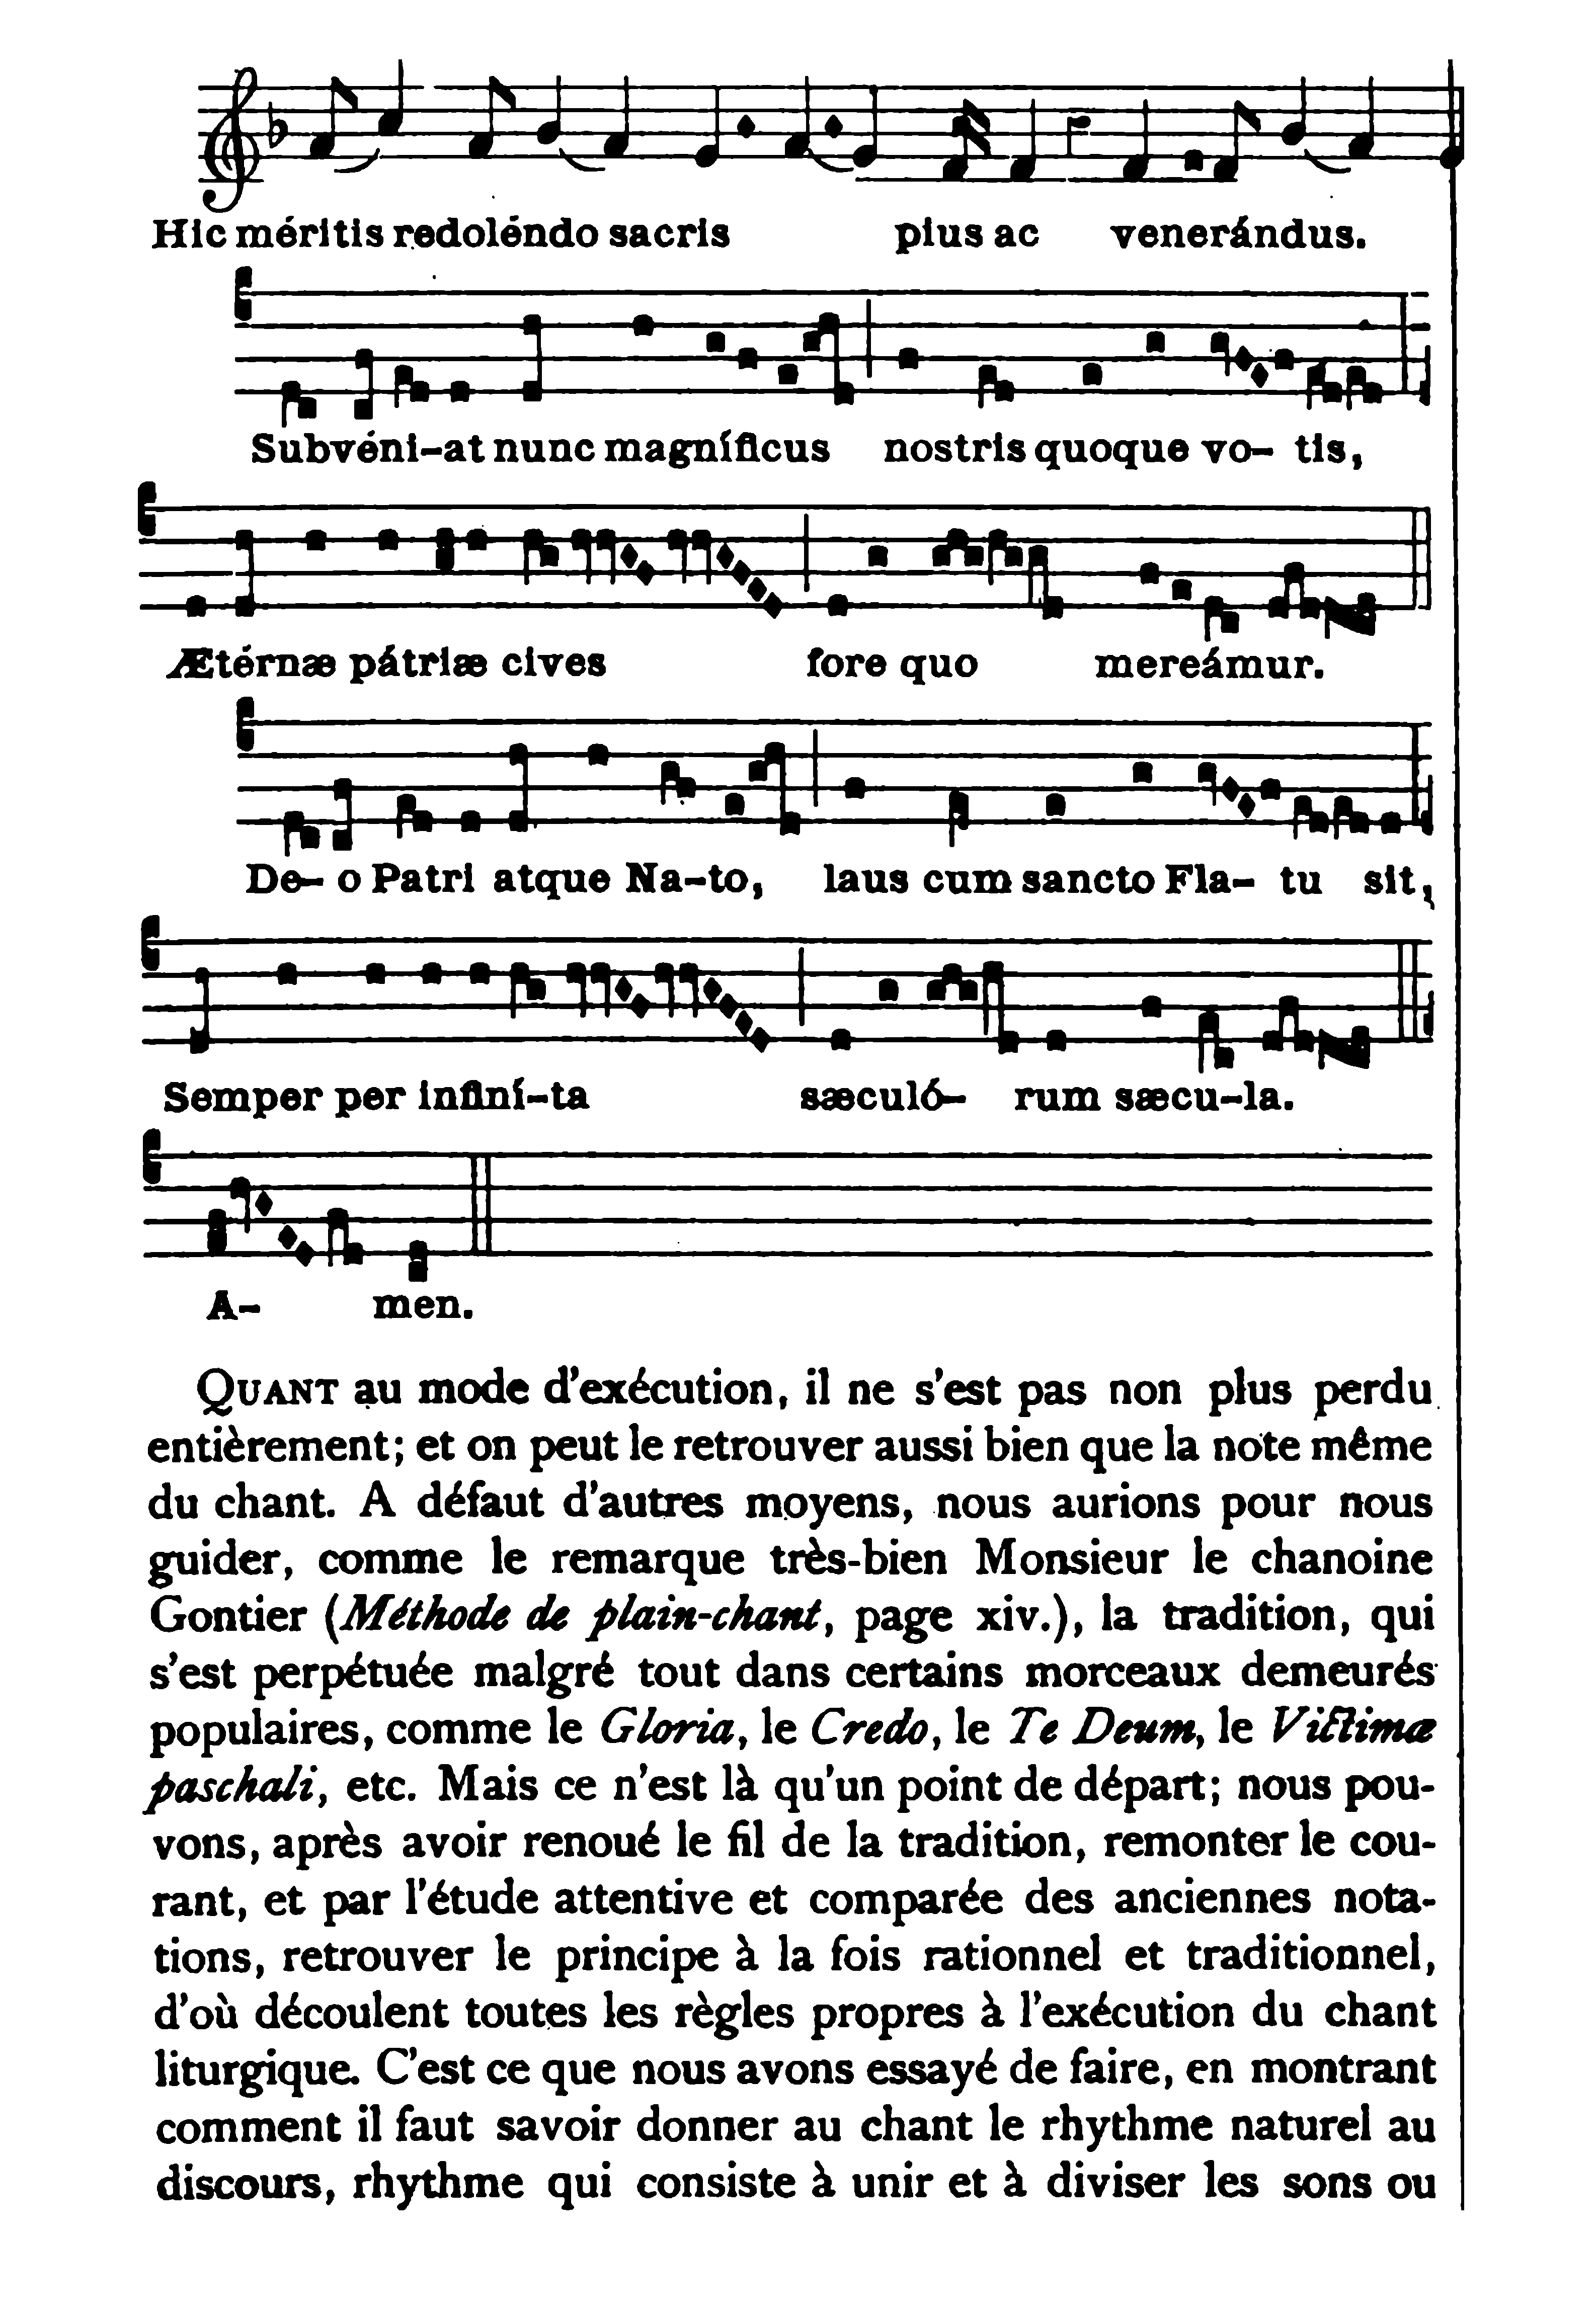 Hic méritis redoléndo sacris pius ac venerándus.
Subvéni-at nunc magníficus nostris quoque vo- tis,
Ætérnæ pátriæ cives fore quo mereámur.
De- o Patri atque Na-to, laus cum sancto Fla- tu sit,
Semper per infiní-ta sæculó- rum sæcu-la.
A- men.
QUANT au mode d'exécution, il ne s'est pas non plus perdu
entièrement; et on peut le retrouver aussi bien que la note même
du chant. A défaut d'autres moyens, nous aurions pour nous
guider, comme le remarque très-bien Monsieur le chanoine
Gontier (Méthode de plain-chant, page xiv.), la tradition, qui
s'est perpétuée malgré tout dans certains morceaux demeurés
populaires, comme le Gloria, le Credo, le Te Deum, le Victimæ
paschali, etc. Mais ce n'est là qu'un point de départ; nous pou-
vons, après avoir renoué le fil de la tradition, remonter le cou-
rant, et par l'étude attentive et comparée des anciennes nota-
tions, retrouver le principe à la fois rationnel et traditionnel,
d'où découlent toutes les règles propres à l'exécution du chant
liturgique. C'est ce que nous avons essayé de faire, en montrant
comment il faut savoir donner au chant le rhythme naturel au
discours, rhythme qui consiste à unir et à diviser les sons ou